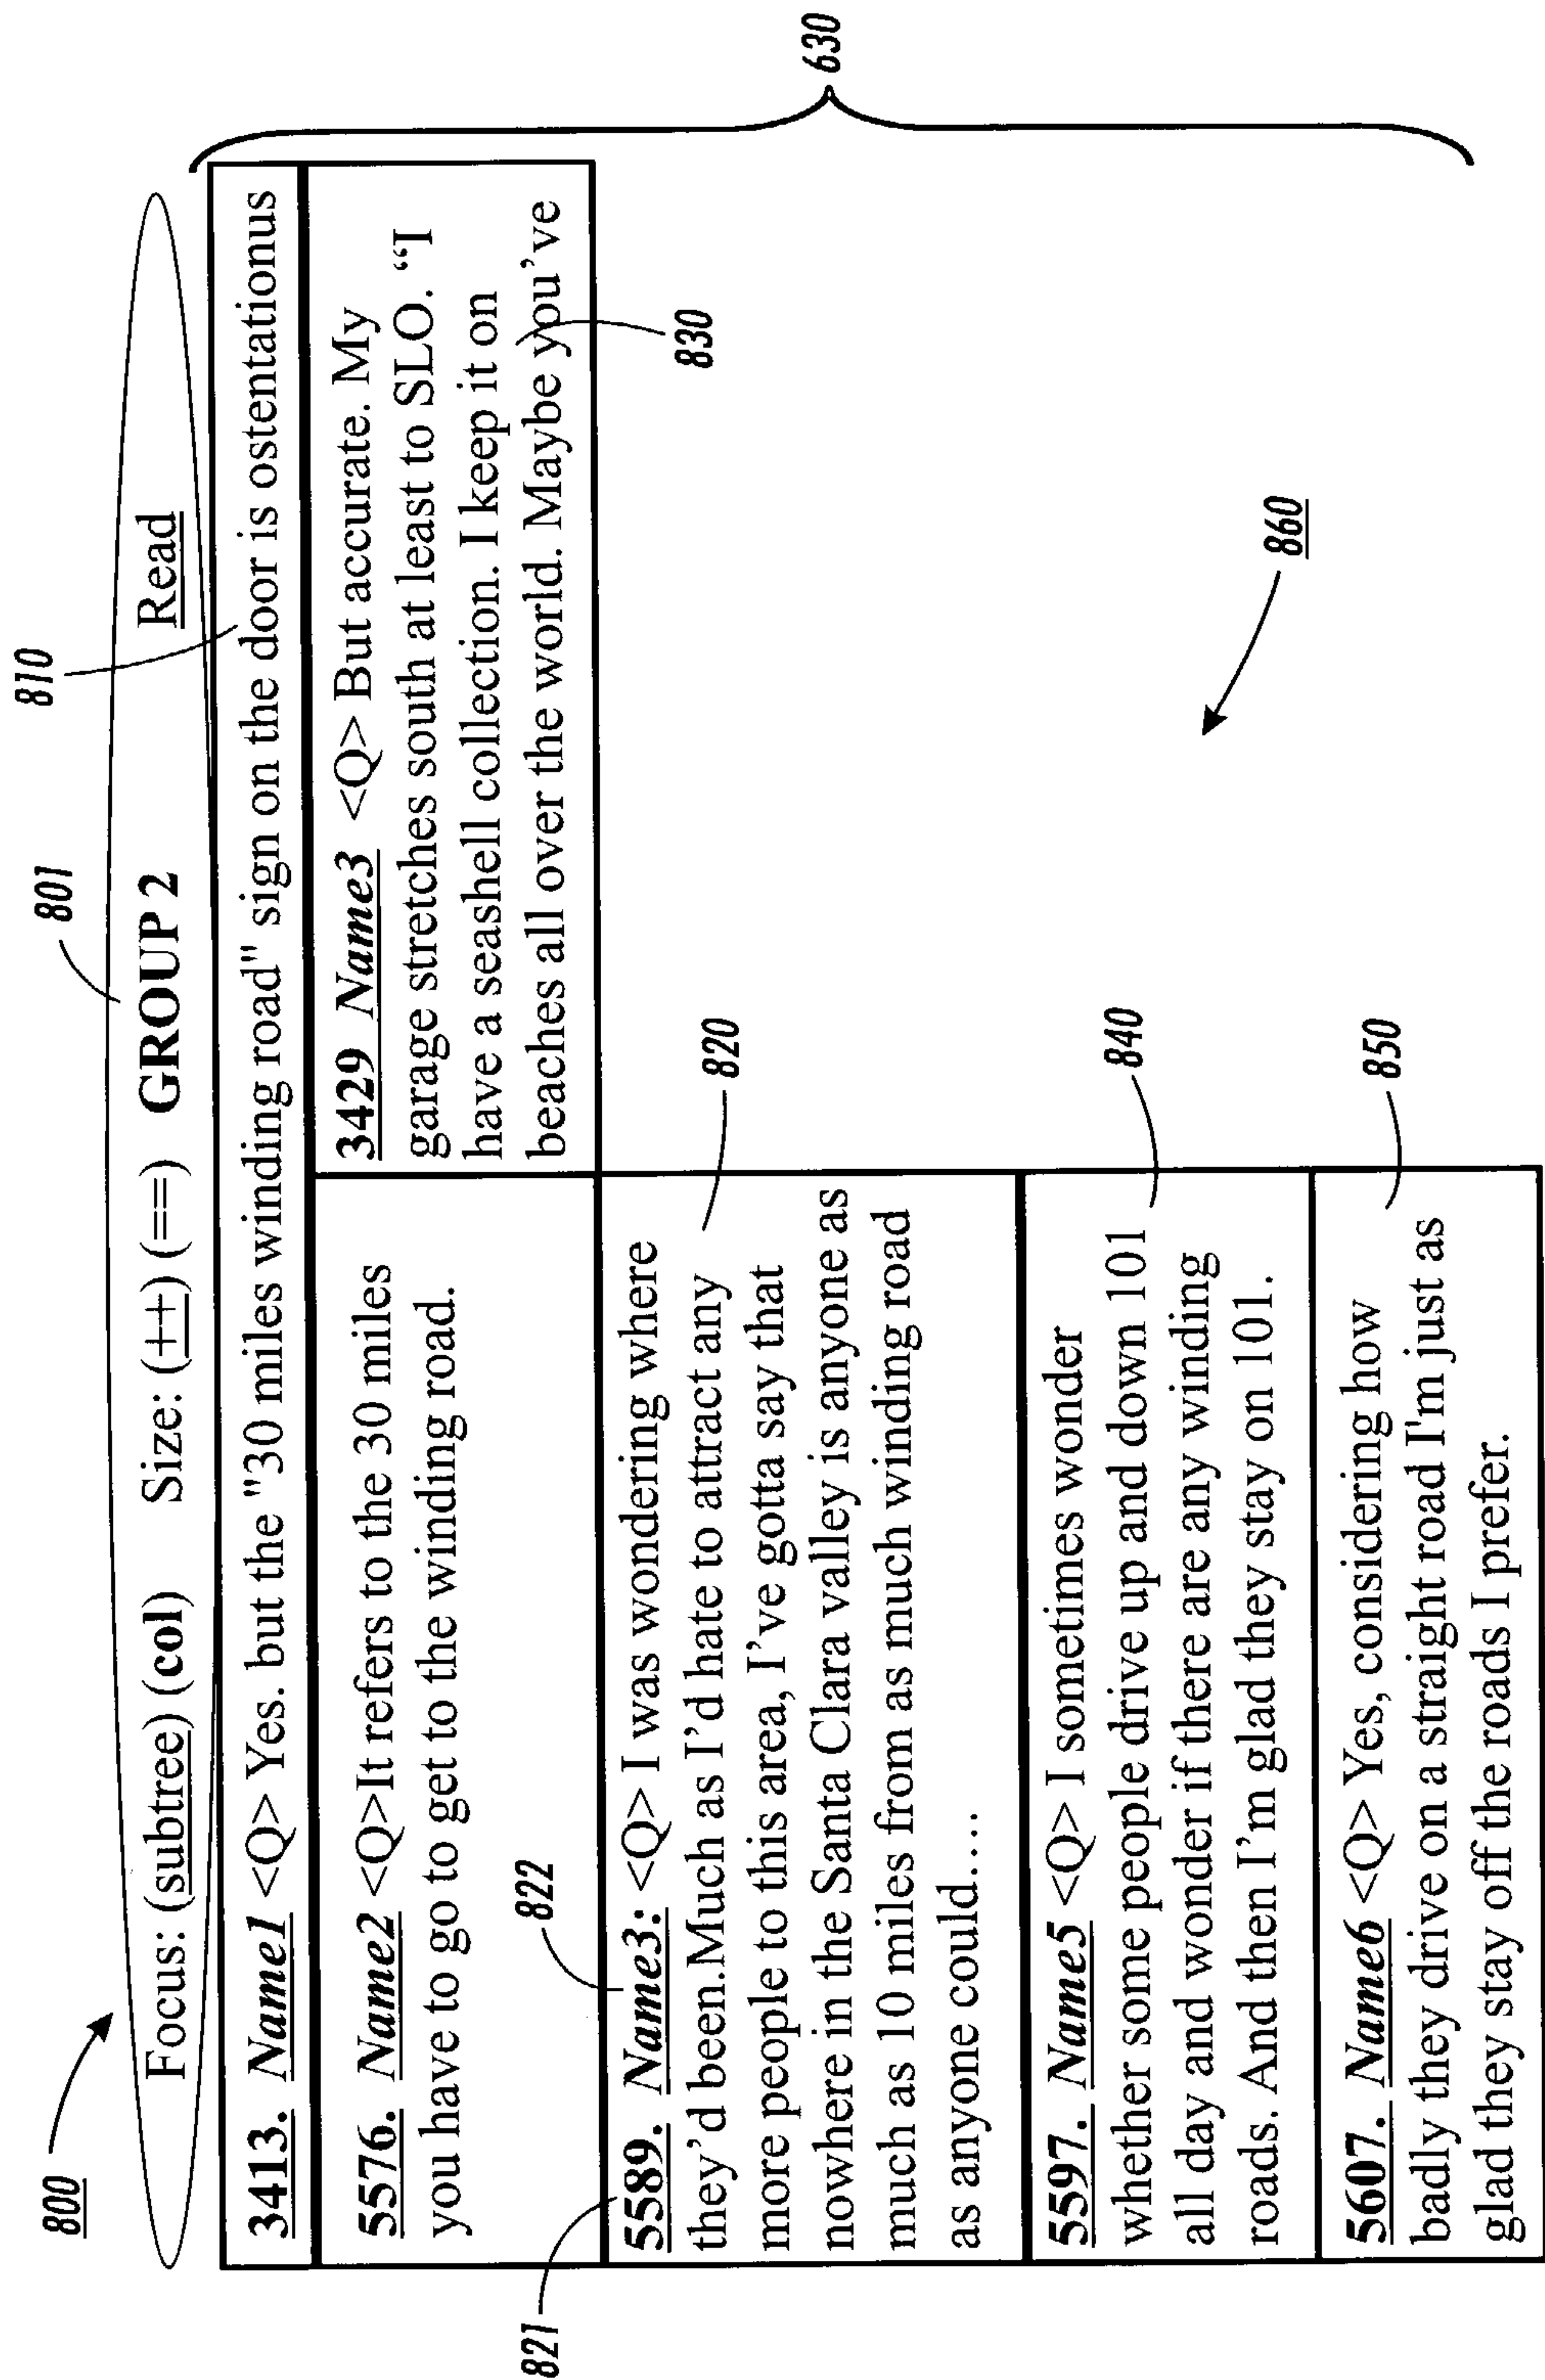 800
801
810
Focus: (subtree) (col) Size: (++) (==) GROUP 2 Read
3413. Name1 <Q> Yes. but the "30 miles winding road" sign on the door is ostentationus
5576. Name2 <Q>It refers to the 30 miles
you have to go to get to the winding road.
3429 Name3 <Q> But accurate. My
garage stretches south at least to SLO. “I
have a seashell collection. I keep it on
beaches all over the world. Maybe you’ve
830
630
821
822
5589. Name3: <Q> I was wondering where
they’d been.Much as I’d hate to attract any
more people to this area, I’ve gotta say that
nowhere in the Santa Clara valley is anyone as
much as 10 miles from as much winding road
as anyone could.....
820
5597. Name5 <Q> I sometimes wonder
whether some people drive up and down 101
all day and wonder if there are any winding
roads. And then I’m glad they stay on 101.
840
5607. Name6 <Q> Yes, considering how
badly they drive on a straight road I'm just as
glad they stay off the roads I prefer.
850
860